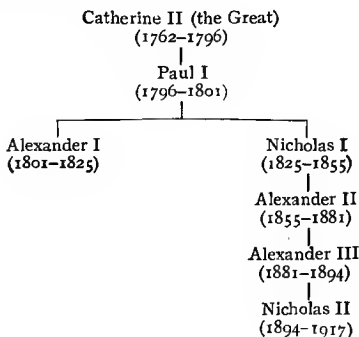 Catherine II (the Great)
(1762–1796)
Paul I
(1796–1801)
Alexander I
(1801–1825)
Nicholas I
(1825–1855)
Alexander II
(1855–1881)
Alexander III
(1881–1894)
Nicholas II
(1894–1917)